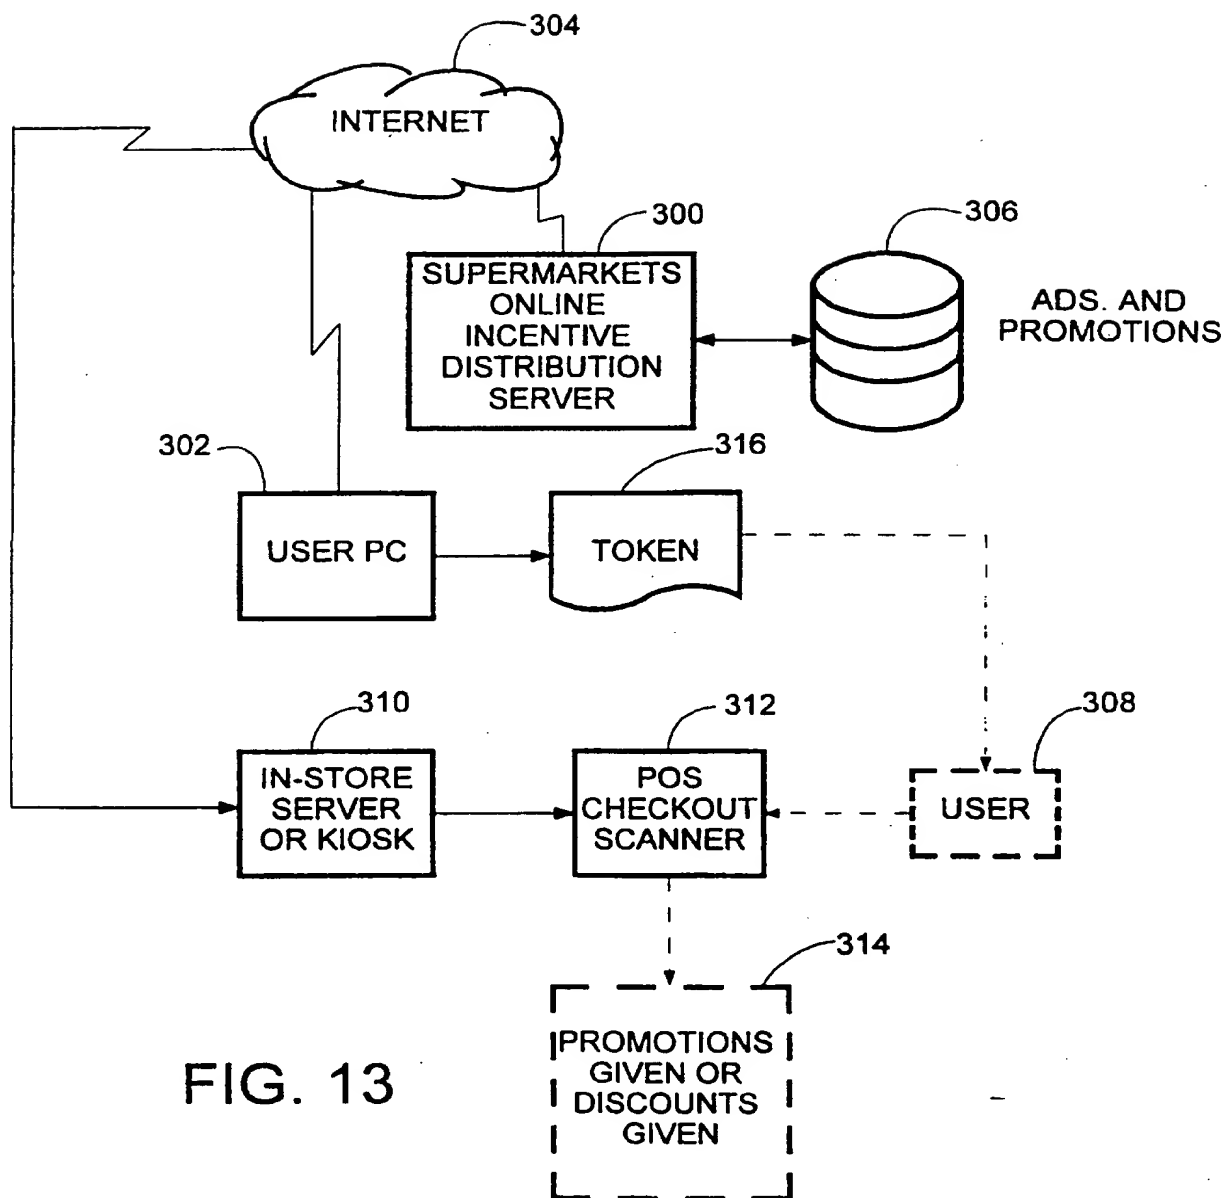 304
INTERNET
300
306
SUPERMARKETS
ONLINE
INCENTIVE
DISTRIBUTION
SERVER
ADS. AND
PROMOTIONS
302
316
USER PC
TOKEN
310
312
308
IN-STORE
SERVER
OR KIOSK
POS
CHECKOUT
SCANNER
USER
314
PROMOTIONS
GIVEN OR
DISCOUNTS
GIVEN
FIG. 13